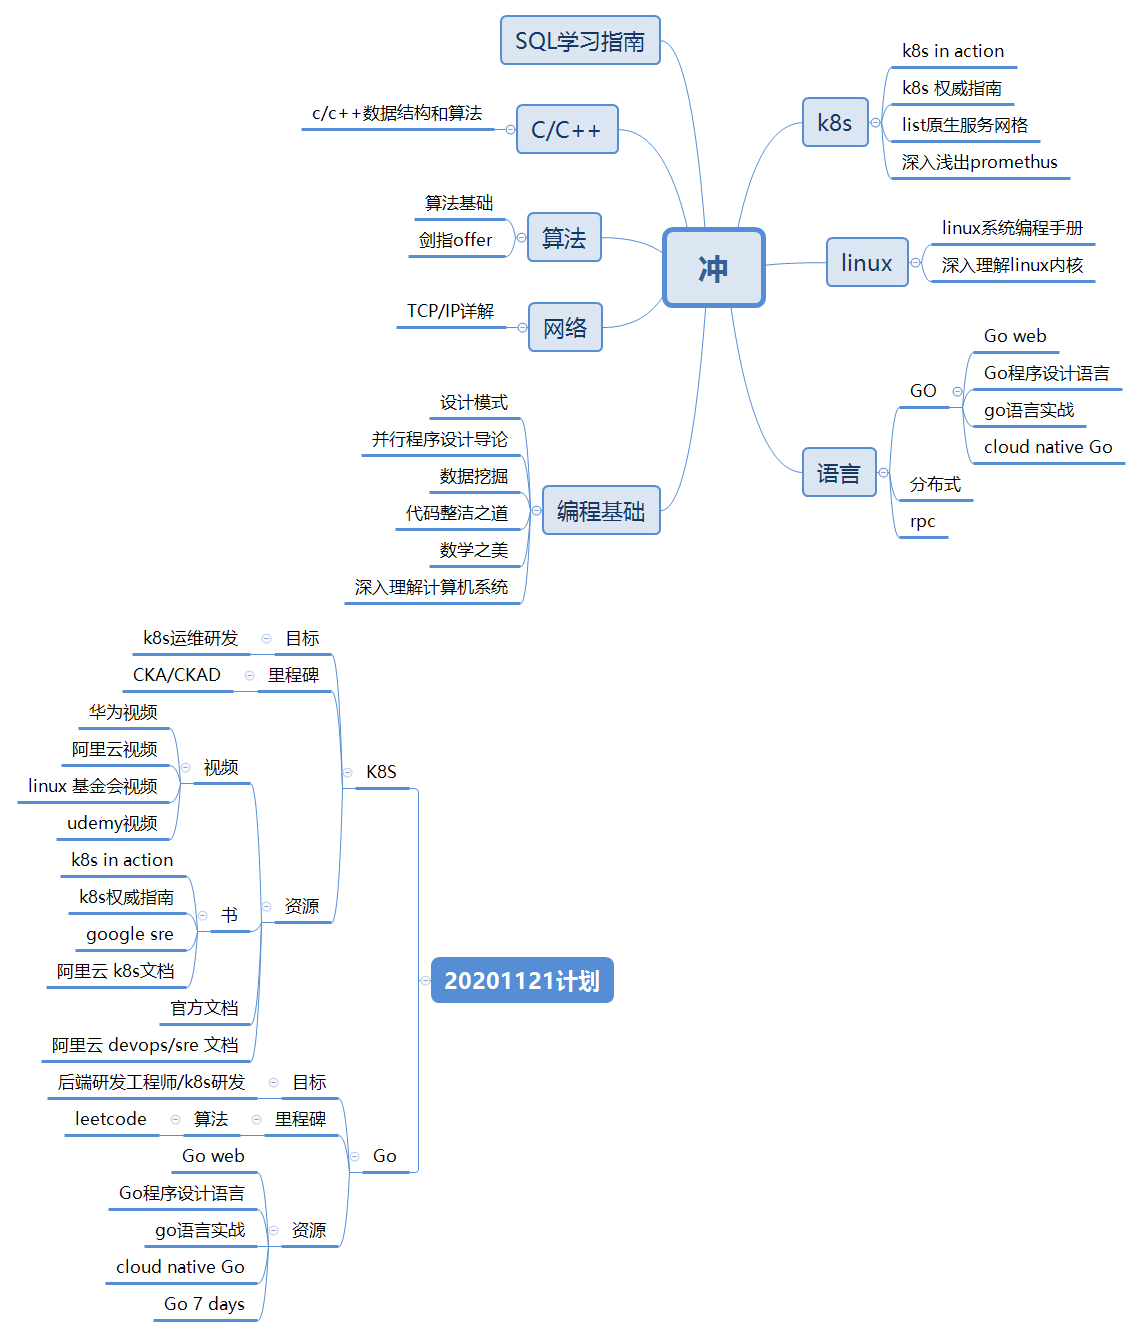 冲
k8s
k8s in action
k8s 权威指南
list原生服务网格
深入浅出promethus
linux
linux系统编程手册
深入理解linux内核
语言
GO
Go web
Go程序设计语言
go语言实战
cloud native Go
分布式
rpc
SQL学习指南
C/C++
c/c++数据结构和算法
算法
算法基础
剑指offer
网络
TCP/IP详解
编程基础
设计模式
并行程序设计导论
数据挖掘
代码整洁之道
数学之美
深入理解计算机系统
20201121计划
K8S
目标
k8s运维研发
里程碑
CKA/CKAD
资源
视频
华为视频
阿里云视频
linux 基金会视频
udemy视频
书
k8s in action
k8s权威指南
google sre
阿里云 k8s文档
官方文档
阿里云 devops/sre 文档
Go
目标
后端研发工程师/k8s研发
里程碑
算法
leetcode
资源
Go web
Go程序设计语言
go语言实战
cloud native Go
Go 7 days